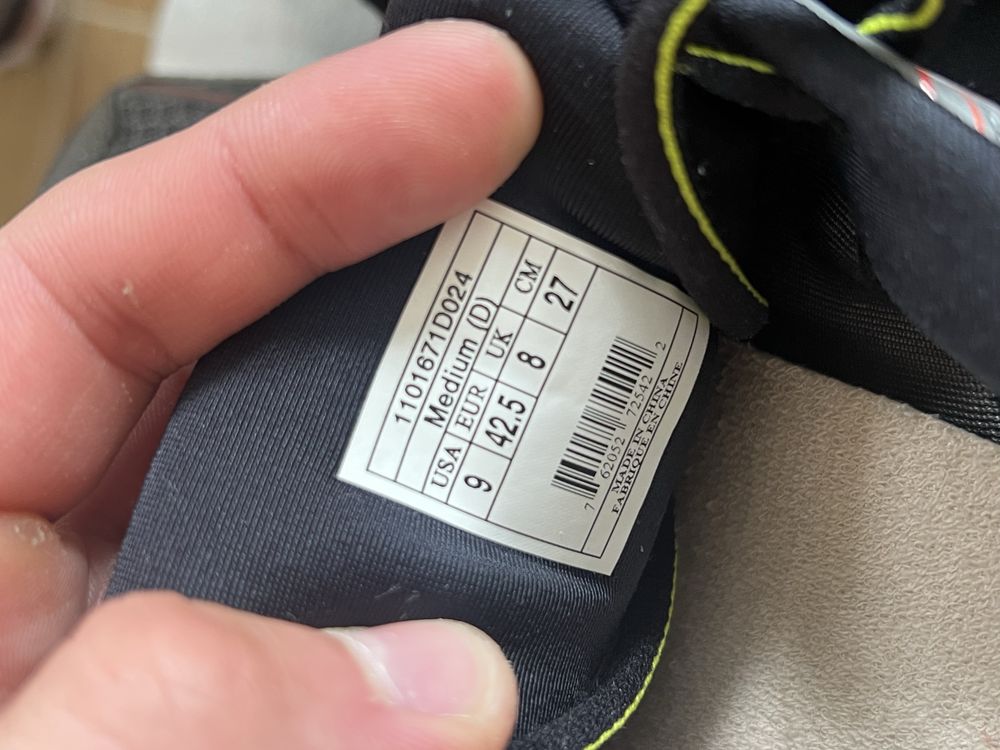 1101671D024
Medium (D)
USA EUR UK CM
9 42.5 8 27
7 62052 72542 2
MADE IN CHINA
FABRIQUE EN CHINE